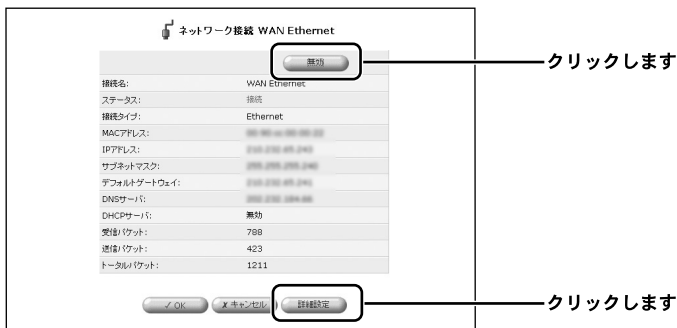 ネットワーク接続 WAN Ethernet
無効
クリックします
接続名: WAN Ethernet
ステータス: 接続
接続タイプ: Ethernet
MACアドレス:
IPアドレス:
サブネットマスク:
デフォルトゲートウェイ:
DNSサーバ:
DHCPサーバ: 無効
受信パケット: 788
送信パケット: 423
トータルパケット: 1211
✓ OK
X キャンセル
詳細設定
クリックします